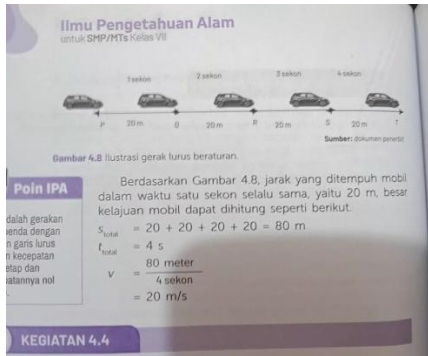 Ilmu Pengetahuan Alam
untuk SMP/MTs Kelas VII
1 sekon 2 sekon 3 sekon 4 sekon
P 20 m Q 20 m R 20 m S 20 m T
Sumber: dokumen penerbit
Gambar 4.8 Ilustrasi gerak lurus beraturan.
Poin IPA
dalah gerakan
benda dengan
n garis lurus
n kecepatan
etap dan
patannya nol
Berdasarkan Gambar 4.8, jarak yang ditempuh mobil
dalam waktu satu sekon selalu sama, yaitu 20 m, besar
kelajuan mobil dapat dihitung seperti berikut.
S total = 20 + 20 + 20 + 20 = 80 m
t total = 4 s
v = 80 meter / 4 sekon
= 20 m/s
KEGIATAN 4.4